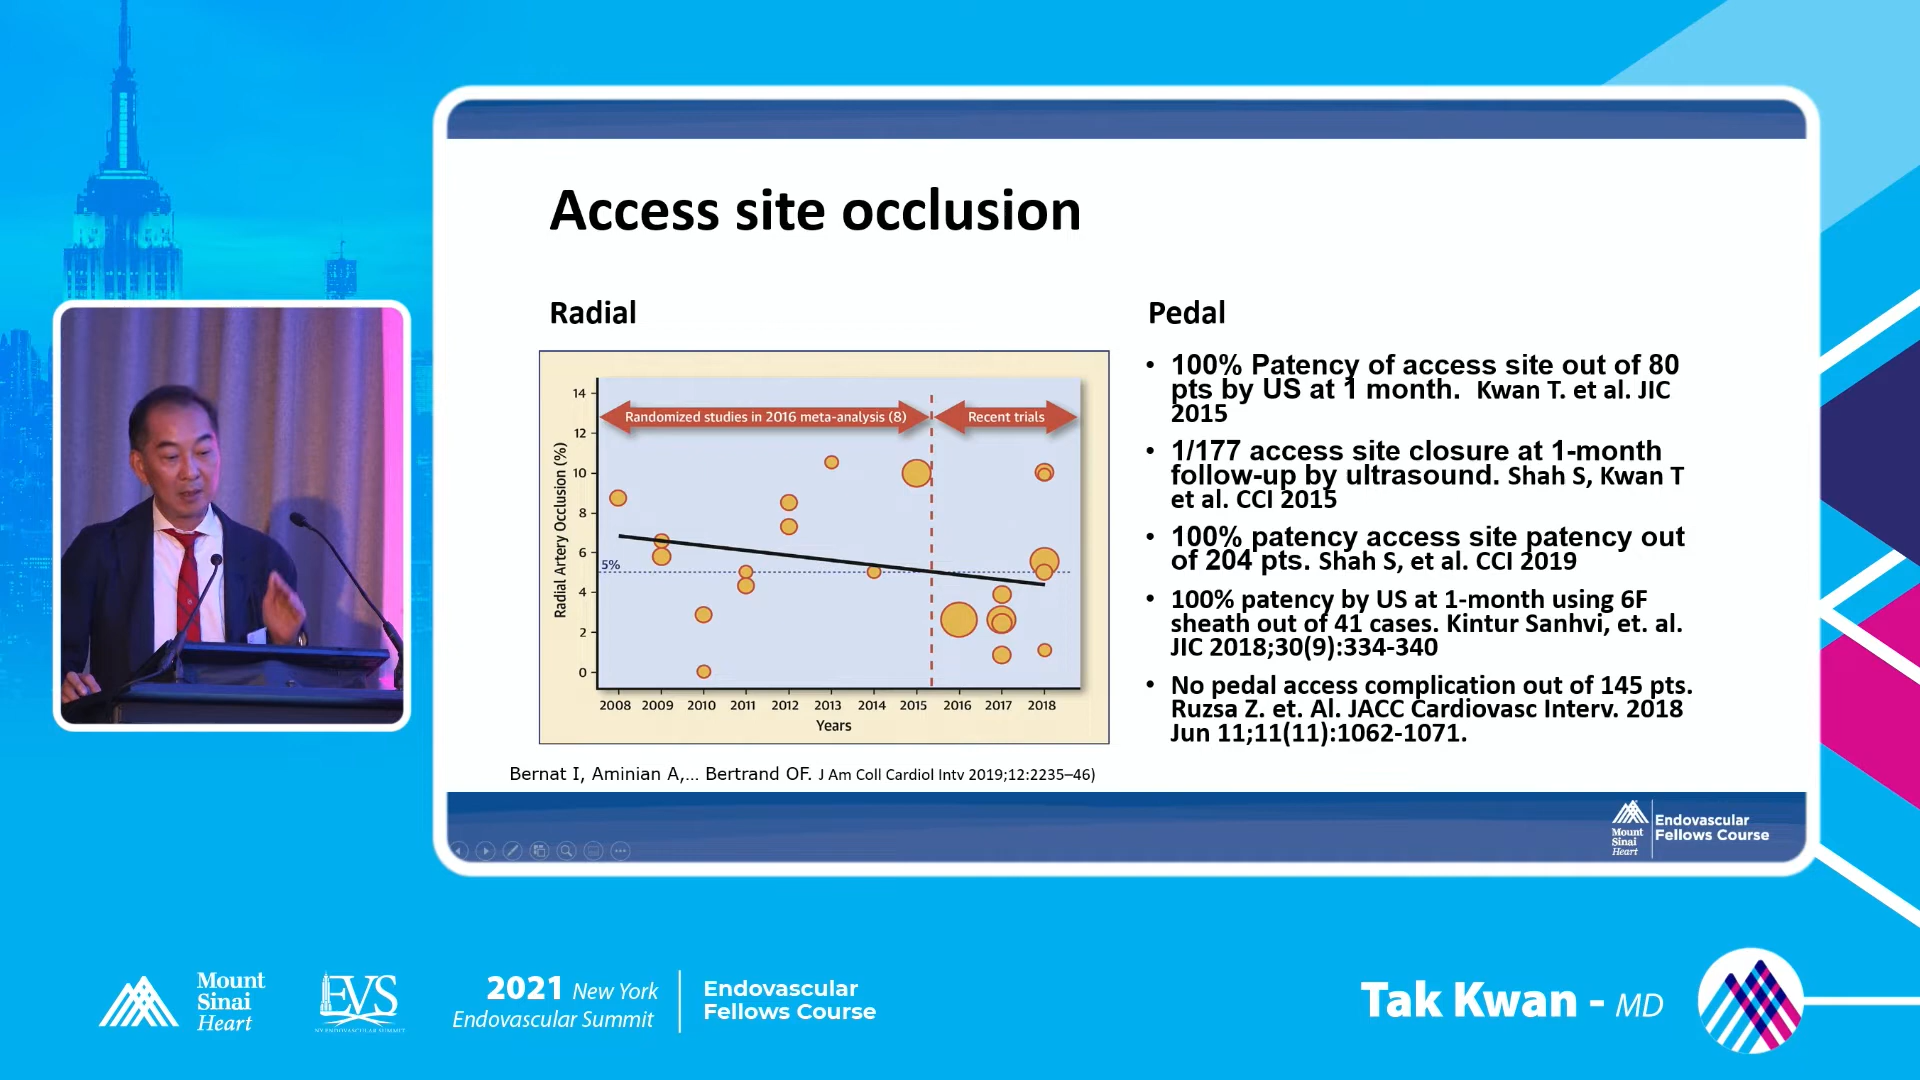 Access site occlusion
Radial
14
12
10
8
6
4
2
0
Radial Artery Occlusion (%)
Randomized studies in 2016 meta-analysis (8)
Recent trials
5%
2008 2009 2010 2011 2012 2013 2014 2015 2016 2017 2018
Years
Bernat I, Aminian A,... Bertrand OF. J Am Coll Cardiol Intv 2019;12:2235–46)
Pedal
• 100% Patency of access site out of 80
pts by US at 1 month. Kwan T. et al. JIC
2015
• 1/177 access site closure at 1-month
follow-up by ultrasound. Shah S, Kwan T
et al. CCI 2015
• 100% patency access site patency out
of 204 pts. Shah S, et al. CCI 2019
• 100% patency by US at 1-month using 6F
sheath out of 41 cases. Kintur Sanhvi, et. al.
JIC 2018;30(9):334-340
• No pedal access complication out of 145 pts.
Ruzsa Z. et. Al. JACC Cardiovasc Interv. 2018
Jun 11;11(11):1062-1071.
Mount
Sinai
Heart
Endovascular
Fellows Course
Mount
Sinai
Heart
EVS
NY ENDOVASCULAR SUMMIT
2021 New York
Endovascular Summit
Endovascular
Fellows Course
Tak Kwan - MD